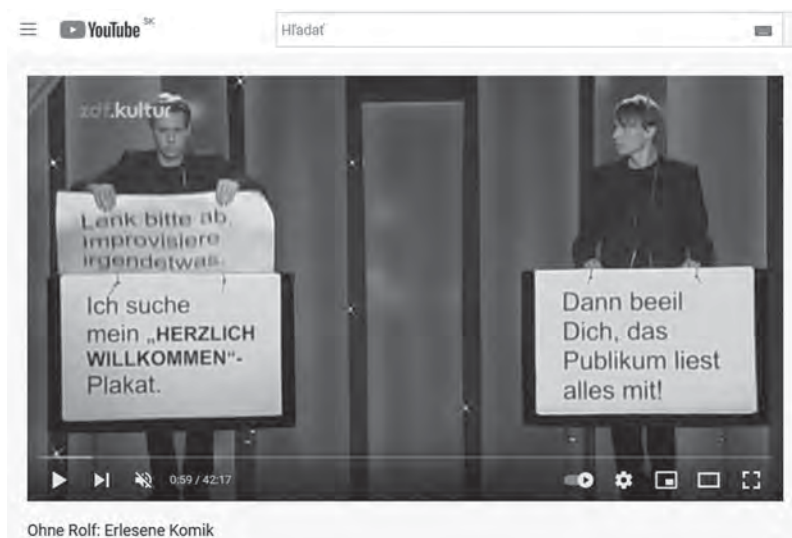 YouTube SK
Hľadať
zdf.kultur
Lenk bitte ab,
improvisiere
irgendetwas.
Ich suche
mein „HERZLICH
WILLKOMMEN“-
Plakat.
Dann beeil
Dich, das
Publikum liest
alles mit!
0:59 / 42:17
Ohne Rolf: Erlesene Komik